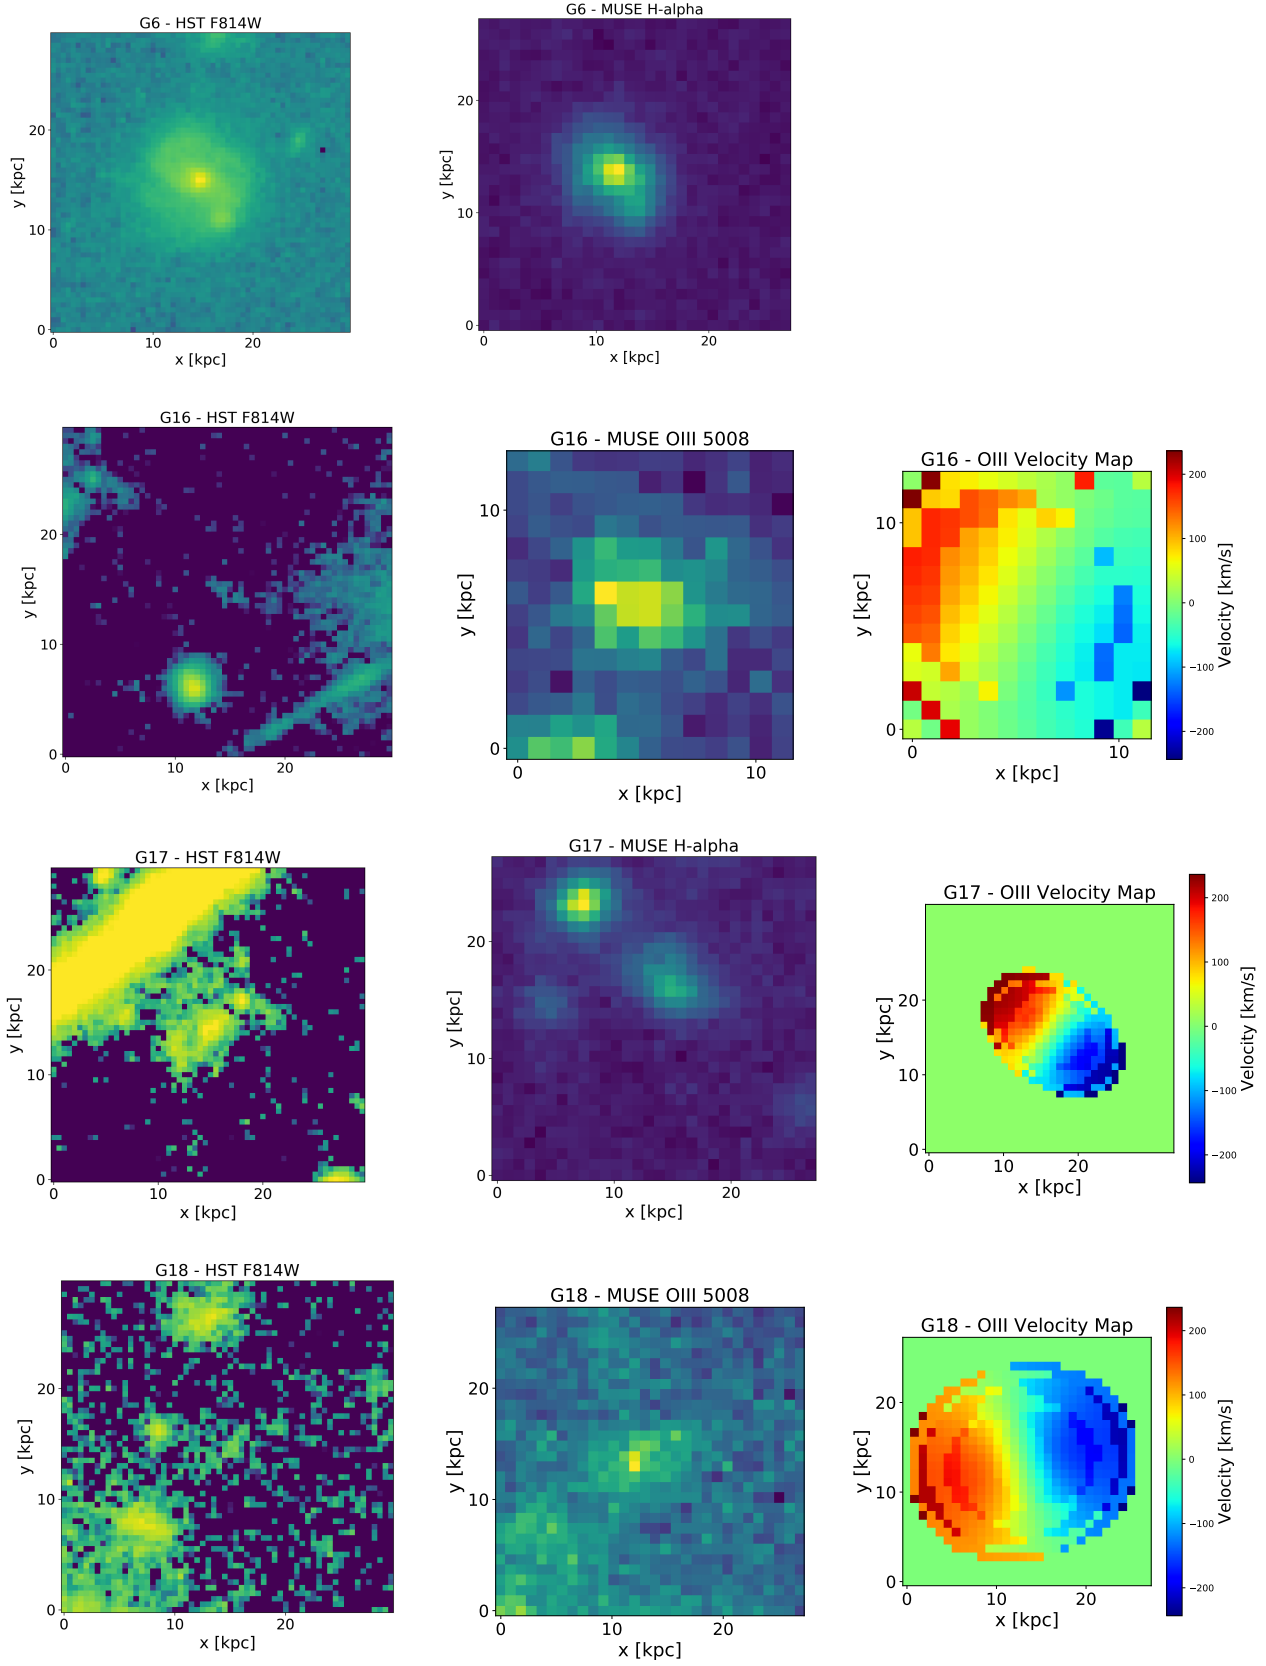 G6 - HST F814W
y [kpc]
20
10
0
0 10 20
x [kpc]
G6 - MUSE H-alpha
y [kpc]
20
10
0
0 10 20
x [kpc]
G16 - HST F814W
y [kpc]
20
10
0
0 10 20
x [kpc]
G16 - MUSE OIII 5008
y [kpc]
10
0
0 10
x [kpc]
G16 - OIII Velocity Map
y [kpc]
10
0
0 10
x [kpc]
200
100
0
−100
−200
Velocity [km/s]
G17 - HST F814W
y [kpc]
20
10
0
0 10 20
x [kpc]
G17 - MUSE H-alpha
y [kpc]
20
10
0
0 10 20
x [kpc]
G17 - OIII Velocity Map
y [kpc]
20
10
0
0 10 20
x [kpc]
200
100
0
−100
−200
Velocity [km/s]
G18 - HST F814W
y [kpc]
20
10
0
0 10 20
x [kpc]
G18 - MUSE OIII 5008
y [kpc]
20
10
0
0 10 20
x [kpc]
G18 - OIII Velocity Map
y [kpc]
20
10
0
0 10 20
x [kpc]
200
100
0
−100
−200
Velocity [km/s]